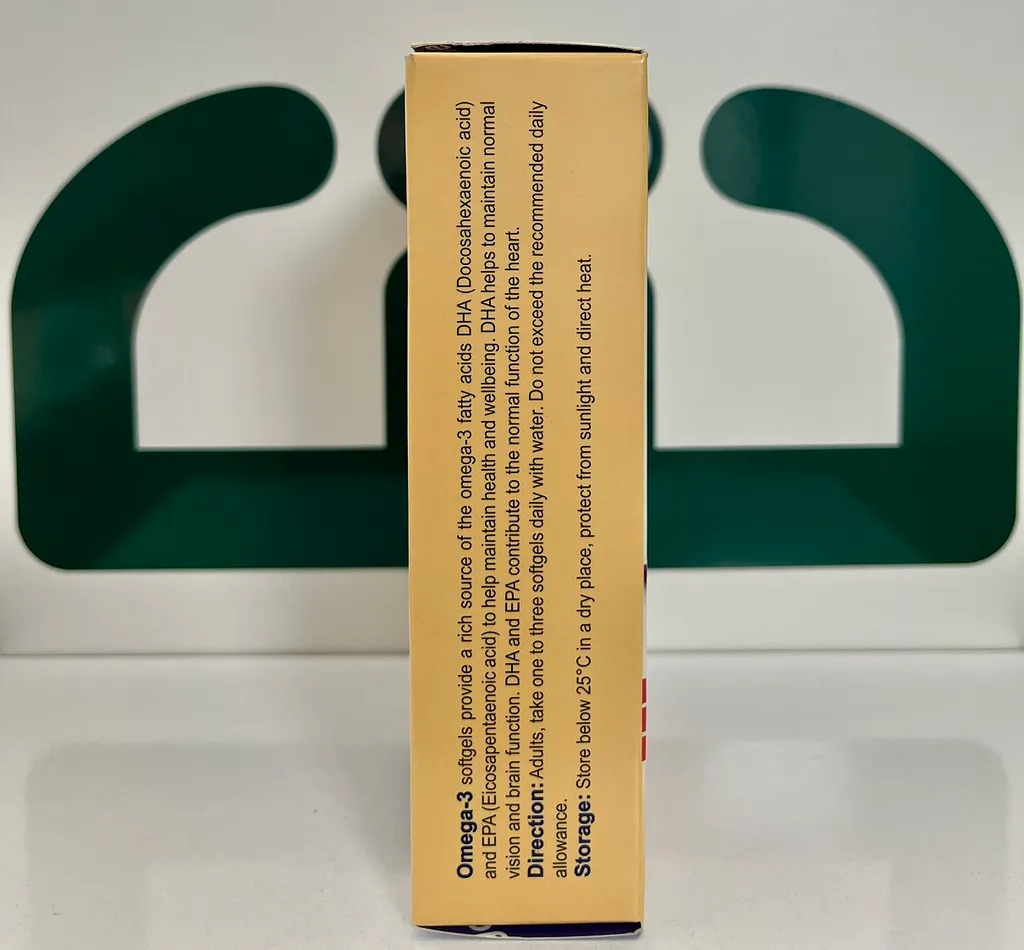 Omega-3 softgels provide a rich source of the omega-3 fatty acids DHA (Docosahexaenoic acid)
and EPA (Eicosapentaenoic acid) to help maintain health and wellbeing. DHA helps to maintain normal
vision and brain function. DHA and EPA contribute to the normal function of the heart.
Direction: Adults, take one to three softgels daily with water. Do not exceed the recommended daily
allowance.
Storage: Store below 25°C in a dry place, protect from sunlight and direct heat.